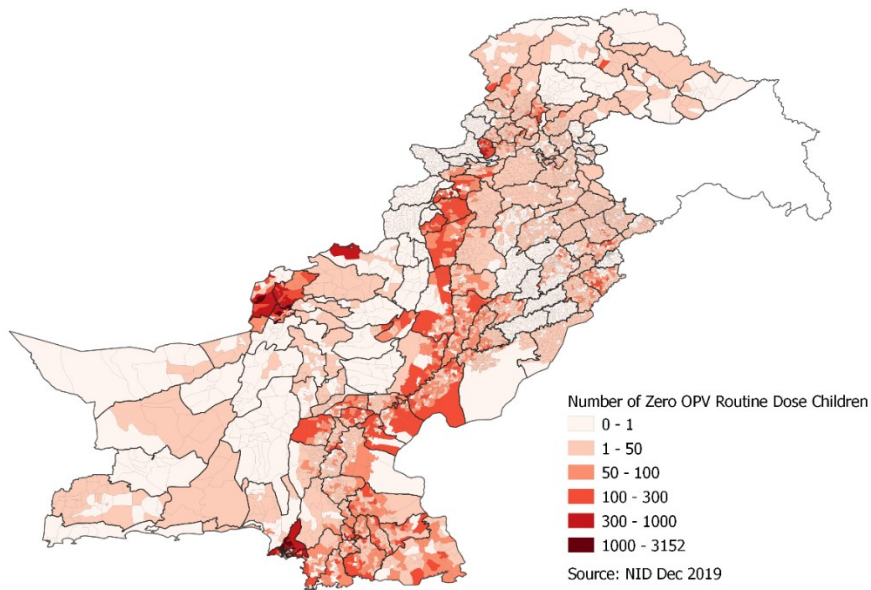 Number of Zero OPV Routine Dose Children
0 - 1
1 - 50
50 - 100
100 - 300
300 - 1000
1000 - 3152
Source: NID Dec 2019